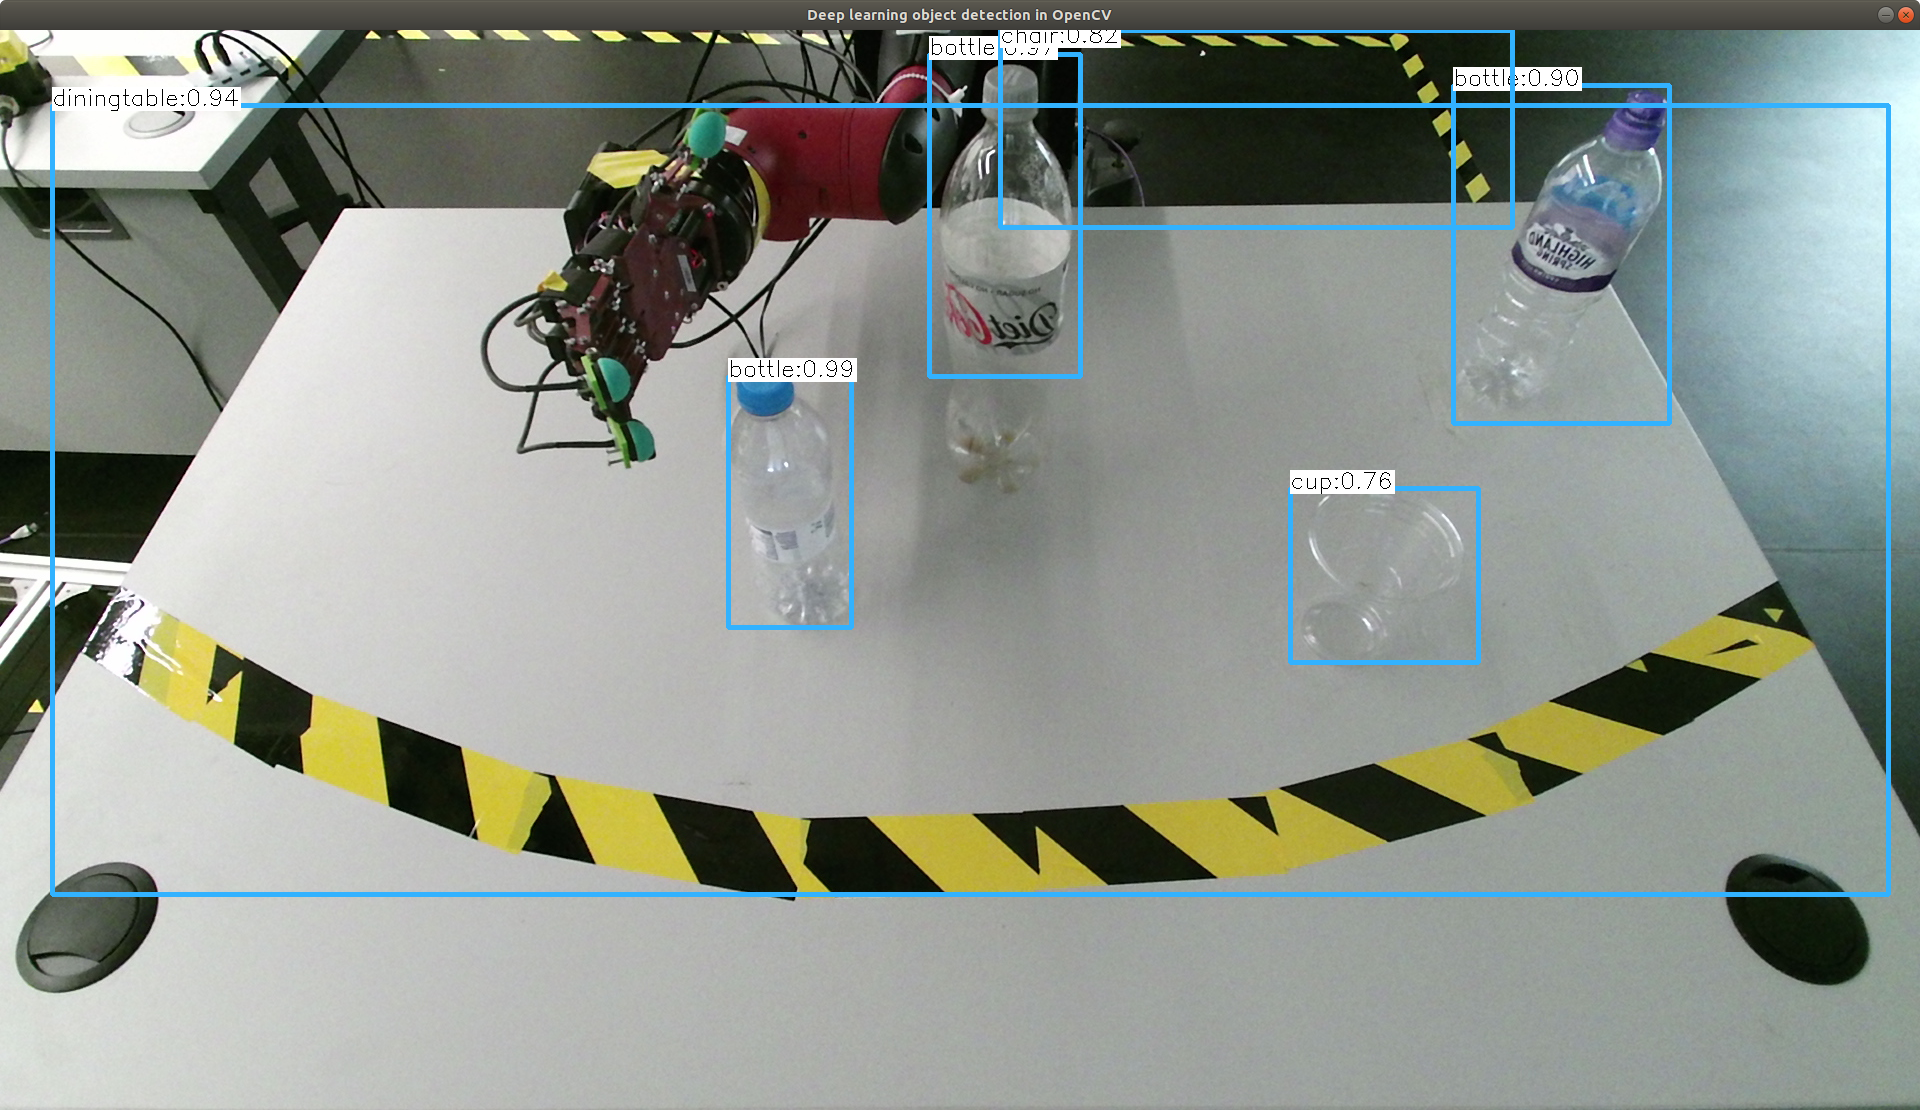 Deep learning object detection in OpenCV
chair:0.82
bottle:0.97
bottle:0.90
diningtable:0.94
Diet Coke
HIGHLAND
SPRING
bottle:0.99
cup:0.76